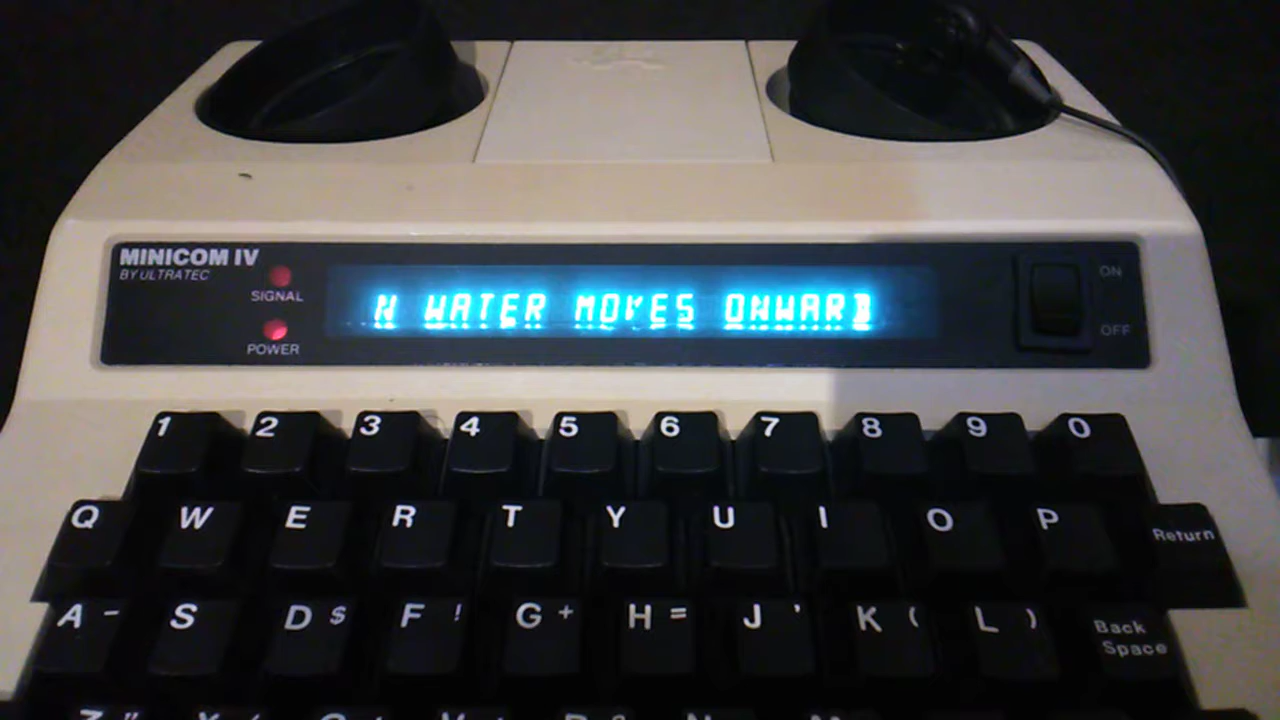 MINICOM IV
BY ULTRATEC
SIGNAL
POWER
N WATER MOVES ONWARD
ON
OFF
1 2 3 4 5 6 7 8 9 0
Q W E R T Y U I O P Return
A - S D $ F ! G + H = J ' K ( L ) Back Space